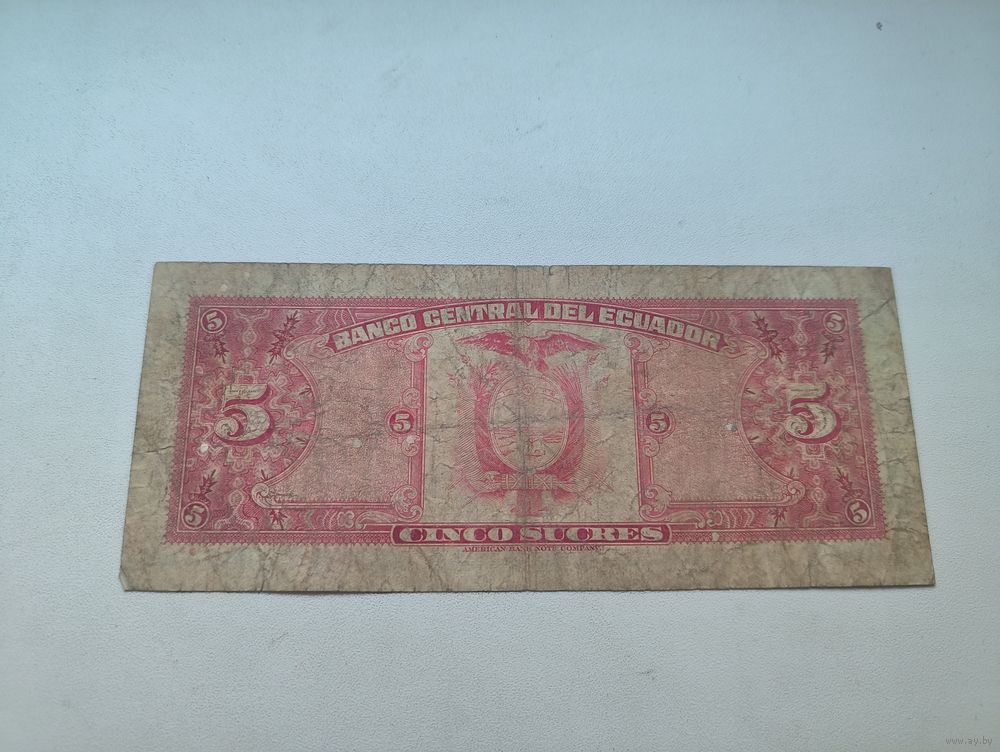 5 BANCO CENTRAL DEL ECUADOR 5
5 5 5 5
5 CINCO SUCRES 5
AMERICAN BANK NOTE COMPANY
www.ay.by